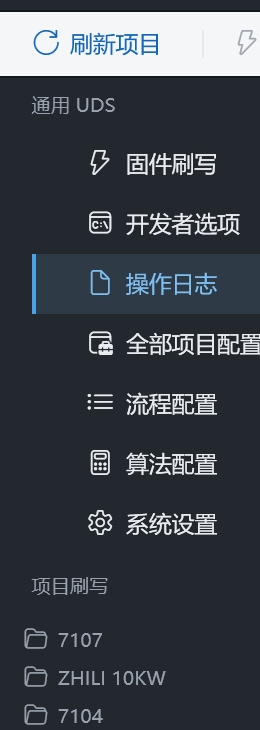 刷新项目
通用 UDS
固件刷写
C:\
开发者选项
操作日志
全部项目配置
流程配置
算法配置
系统设置
项目刷写
7107
ZHILI 10KW
7104